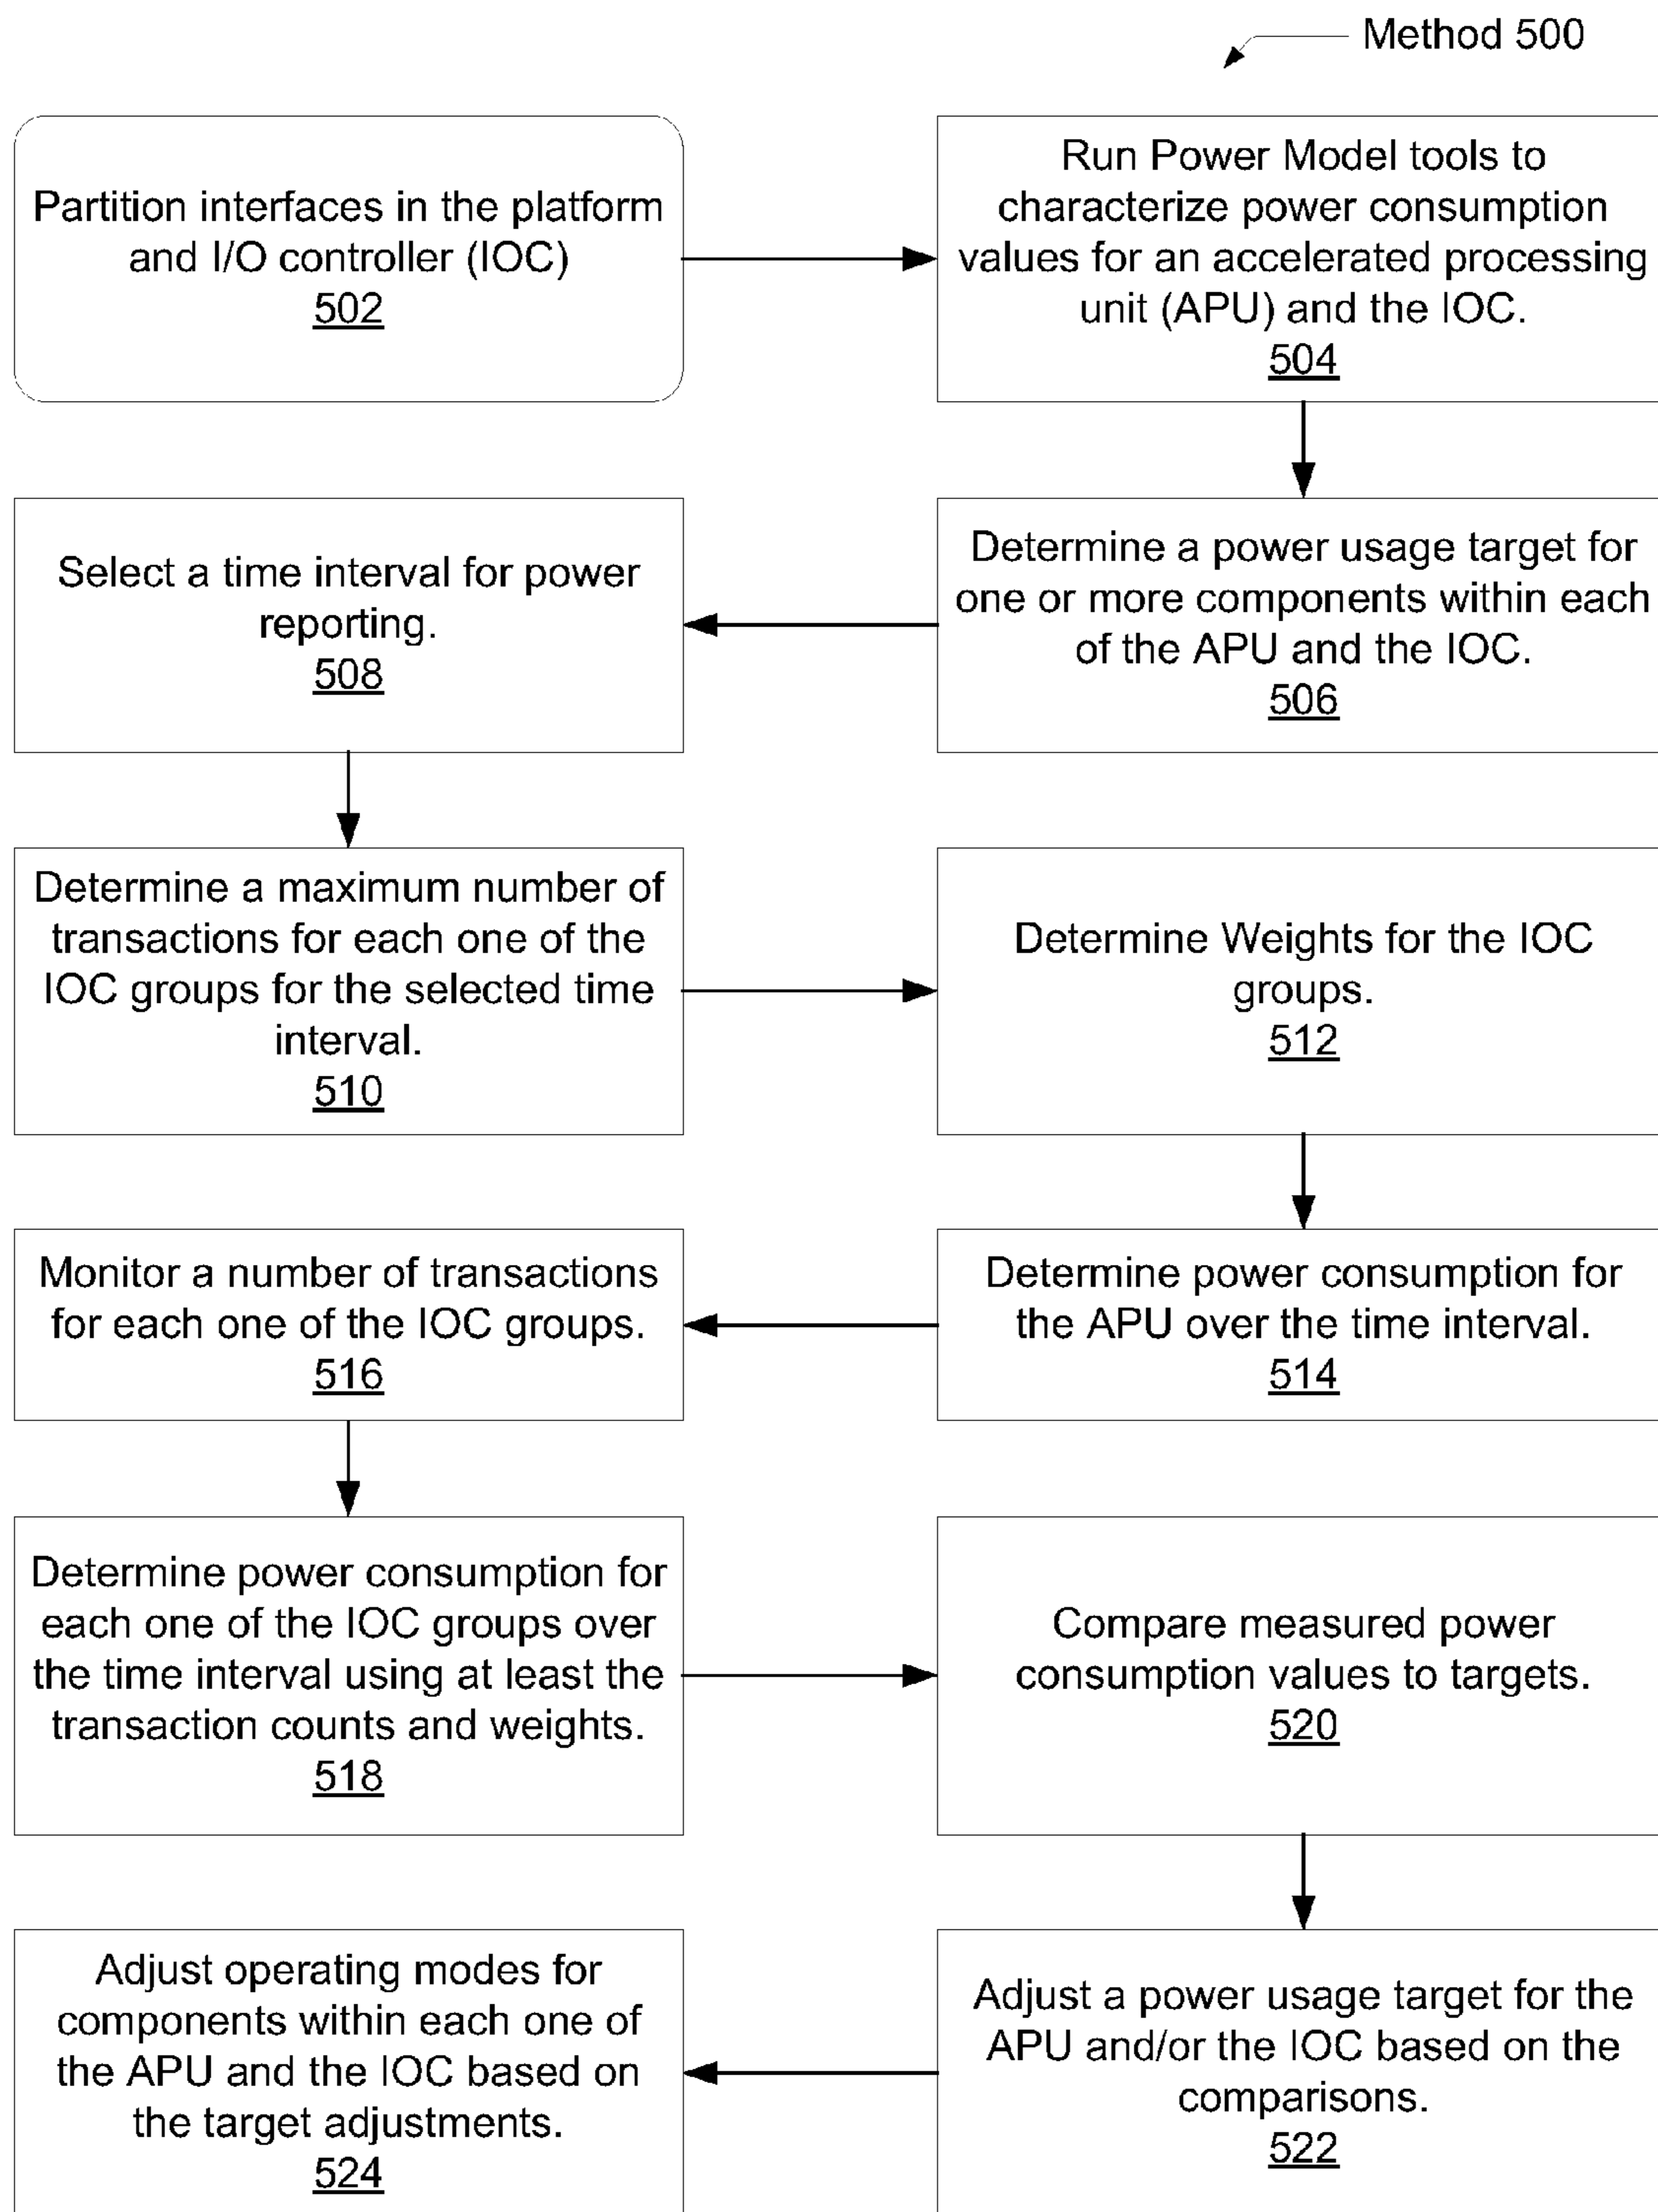 Method 500
Partition interfaces in the platform
and I/O controller (IOC)
502
Run Power Model tools to
characterize power consumption
values for an accelerated processing
unit (APU) and the IOC.
504
Determine a power usage target for
one or more components within each
of the APU and the IOC.
506
Select a time interval for power
reporting.
508
Determine a maximum number of
transactions for each one of the
IOC groups for the selected time
interval.
510
Determine Weights for the IOC
groups.
512
Determine power consumption for
the APU over the time interval.
514
Monitor a number of transactions
for each one of the IOC groups.
516
Determine power consumption for
each one of the IOC groups over
the time interval using at least the
transaction counts and weights.
518
Compare measured power
consumption values to targets.
520
Adjust a power usage target for the
APU and/or the IOC based on the
comparisons.
522
Adjust operating modes for
components within each one of
the APU and the IOC based on
the target adjustments.
524